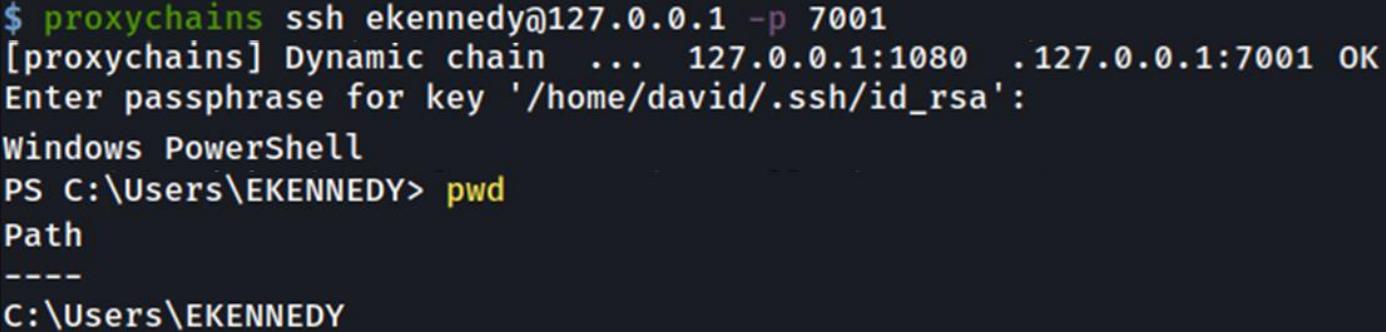 $ proxychains ssh ekennedy@127.0.0.1 -p 7001
[proxychains] Dynamic chain  ...  127.0.0.1:1080  .127.0.0.1:7001 OK
Enter passphrase for key '/home/david/.ssh/id_rsa':
Windows PowerShell
PS C:\Users\EKENNEDY> pwd
Path
----
C:\Users\EKENNEDY